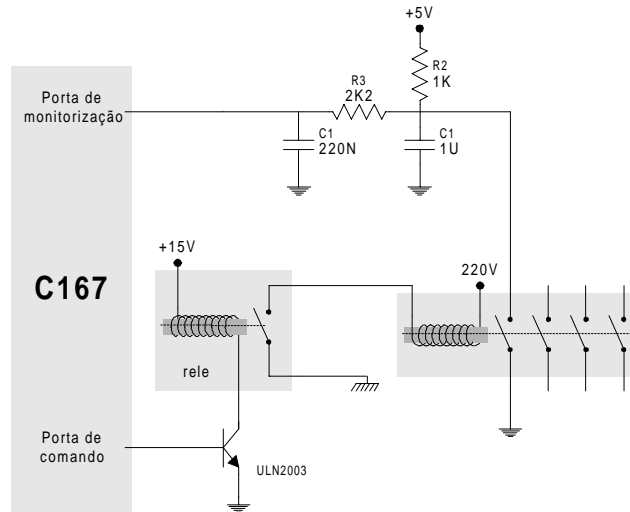 +5V
R2
1K
R3
2K2
Porta de
monitorização
C1
220N
C1
1U
+15V
220V
C167
rele
Porta de
comando
ULN2003